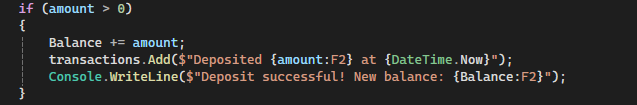 if (amount > 0)
{
    Balance += amount;
    transactions.Add($"Deposited {amount:F2} at {DateTime.Now}");
    Console.WriteLine($"Deposit successful! New balance: {Balance:F2}");
}